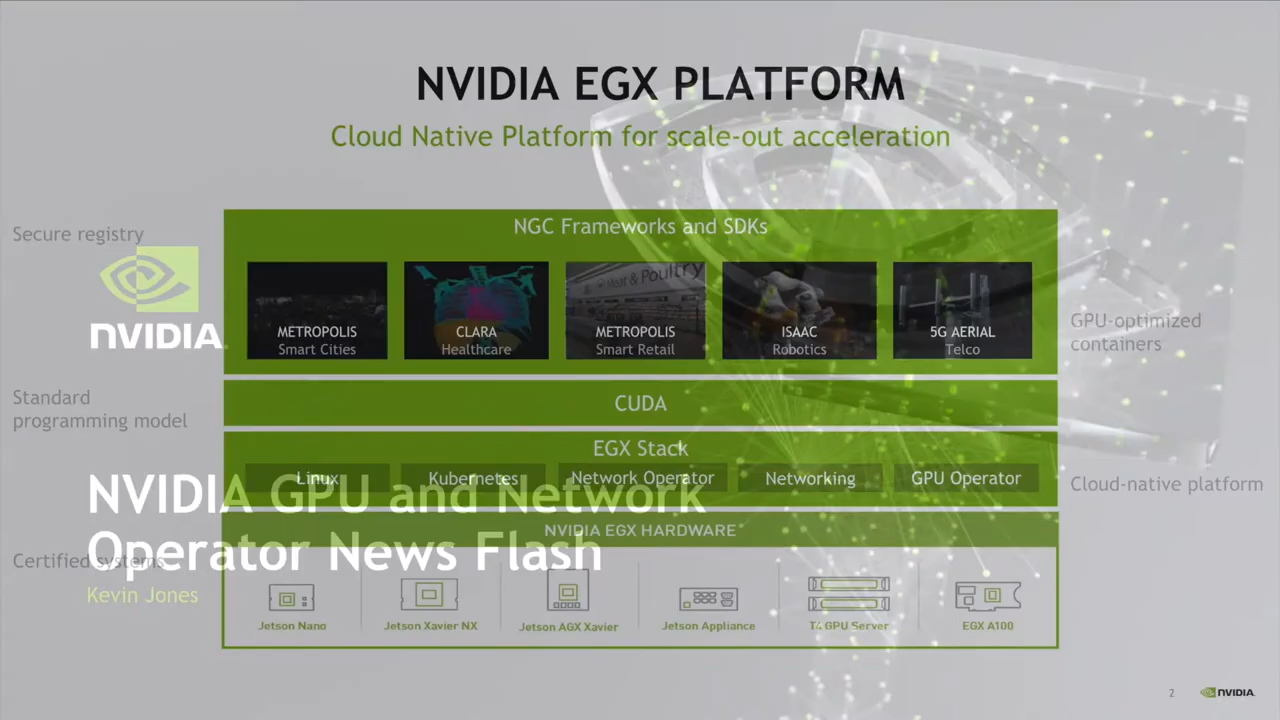 NVIDIA EGX PLATFORM
Cloud Native Platform for scale-out acceleration
Secure registry
NVIDIA
NGC Frameworks and SDKs
Meat & Poultry
METROPOLIS
Smart Cities
CLARA
Healthcare
METROPOLIS
Smart Retail
ISAAC
Robotics
5G AERIAL
Telco
GPU-optimized
containers
Standard
programming model
CUDA
EGX Stack
Linux
Kubernetes
Network Operator
Networking
GPU Operator
Cloud-native platform
NVIDIA GPU and Network
Operator News Flash
Kevin Jones
Certified systems
NVIDIA EGX HARDWARE
Jetson Nano
Jetson Xavier NX
Jetson AGX Xavier
Jetson Appliance
T4 GPU Server
EGX A100
2
NVIDIA